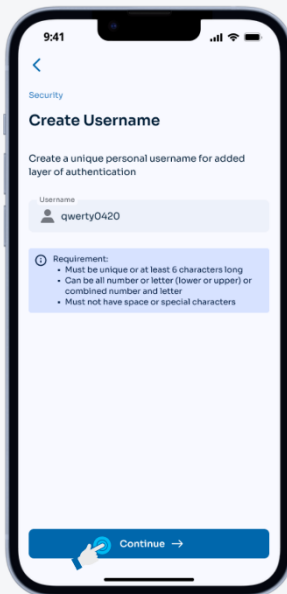 9:41
Security
Create Username
Create a unique personal username for added
layer of authentication
Username
qwerty0420
Requirement:
• Must be unique or at least 6 characters long
• Can be all number or letter (lower or upper) or
combined number and letter
• Must not have space or special characters
Continue →